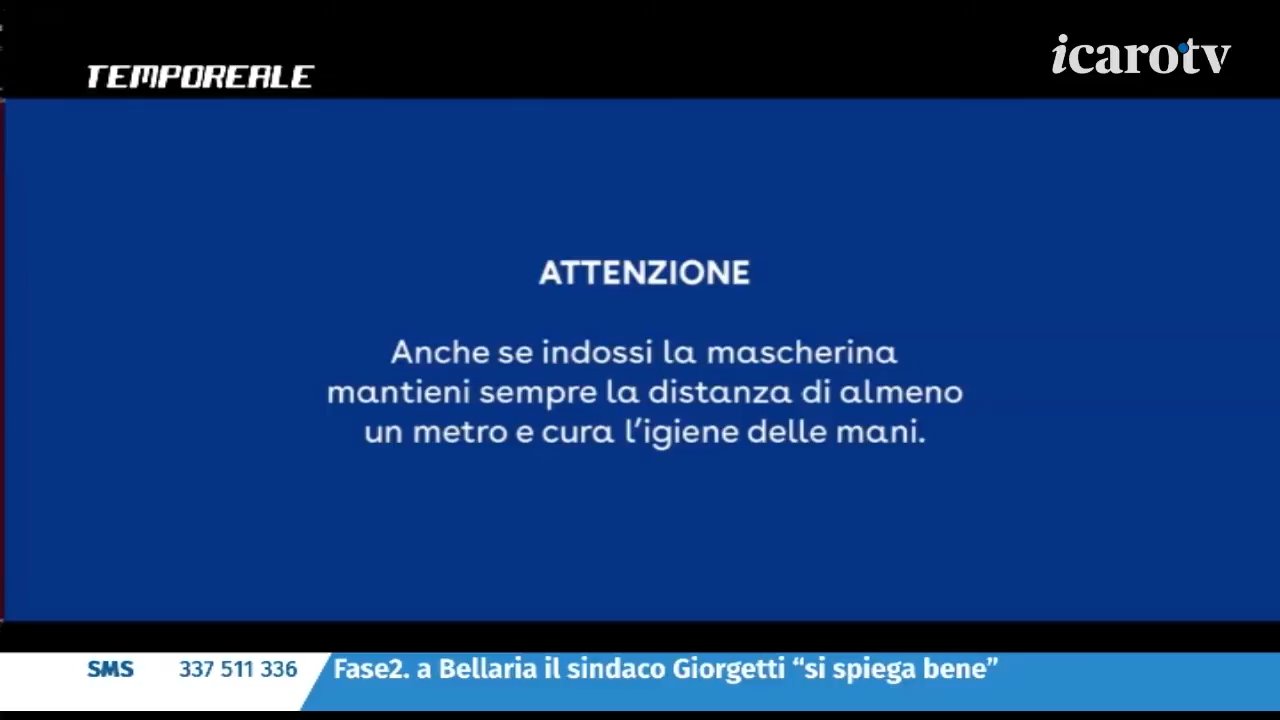 TEMPOREALE
icarotv
ATTENZIONE
Anche se indossi la mascherina
mantieni sempre la distanza di almeno
un metro e cura l’igiene delle mani.
SMS 337 511 336
Fase2. a Bellaria il sindaco Giorgetti “si spiega bene”